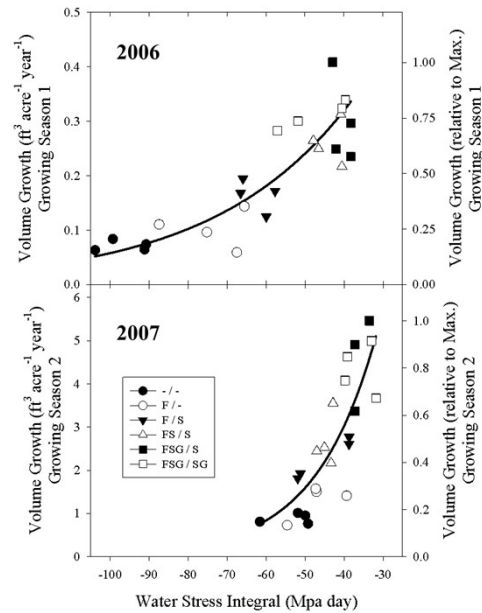 2006
Volume Growth (ft³ acre⁻¹ year⁻¹)
Growing Season 1
0.5
0.4
0.3
0.2
0.1
0.0
Volume Growth (relative to Max.)
Growing Season 1
1.00
0.75
0.50
0.25
0.00
2007
Volume Growth (ft³ acre⁻¹ year⁻¹)
Growing Season 2
6
5
4
3
2
1
0
- / -
F / -
F / S
FS / S
FSG / S
FSG / SG
Volume Growth (relative to Max.)
Growing Season 2
1.0
0.8
0.6
0.4
0.2
0.0
-100 -90 -80 -70 -60 -50 -40 -30
Water Stress Integral (Mpa day)